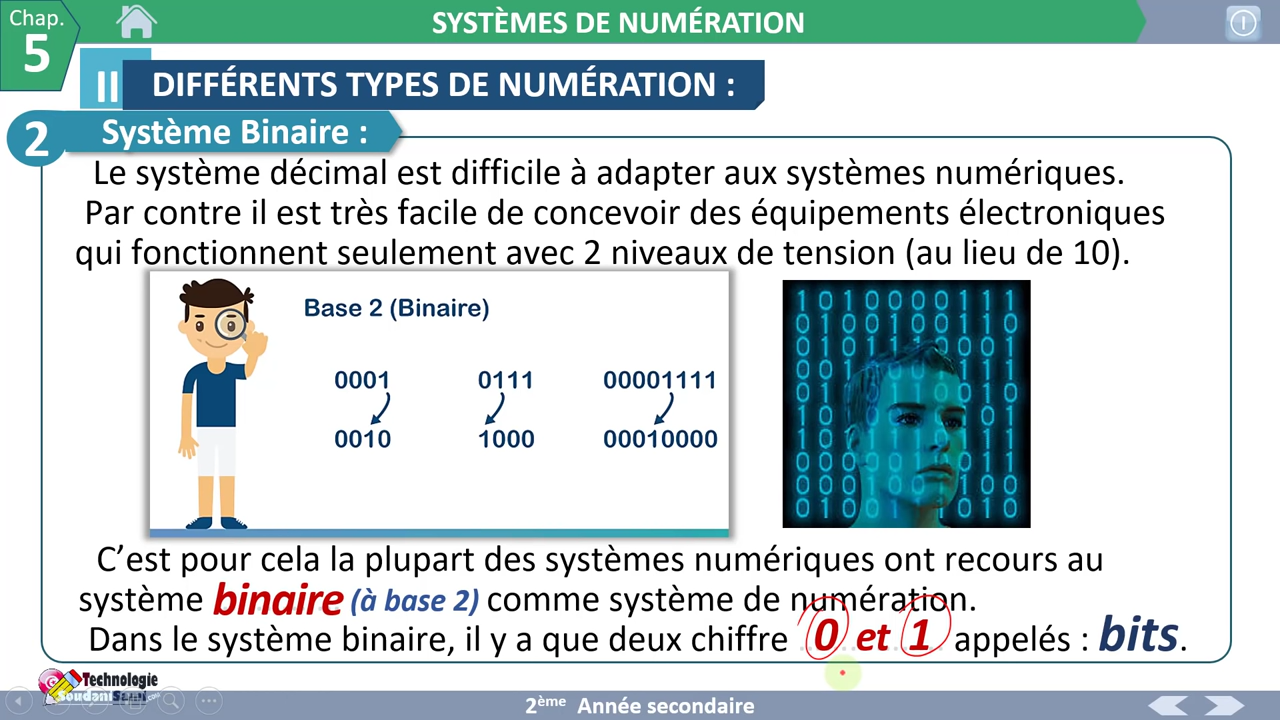 Chap.
5
SYSTÈMES DE NUMÉRATION
II
DIFFÉRENTS TYPES DE NUMÉRATION :
2
Système Binaire :
Le système décimal est difficile à adapter aux systèmes numériques.
Par contre il est très facile de concevoir des équipements électroniques
qui fonctionnent seulement avec 2 niveaux de tension (au lieu de 10).
Base 2 (Binaire)
0001 0111 00001111
0010 1000 00010000
C’est pour cela la plupart des systèmes numériques ont recours au
système binaire (à base 2) comme système de numération.
Dans le système binaire, il y a que deux chiffre 0 et 1 appelés : bits.
Technologie
SoudaniSami
2ème Année secondaire